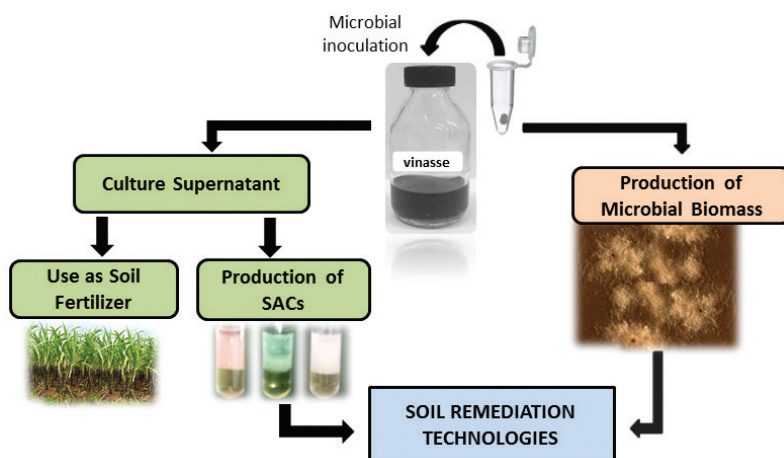 Microbial
inoculation
vinasse
Culture Supernatant
Production of
Microbial Biomass
Use as Soil
Fertilizer
Production of
SACs
SOIL REMEDIATION
TECHNOLOGIES